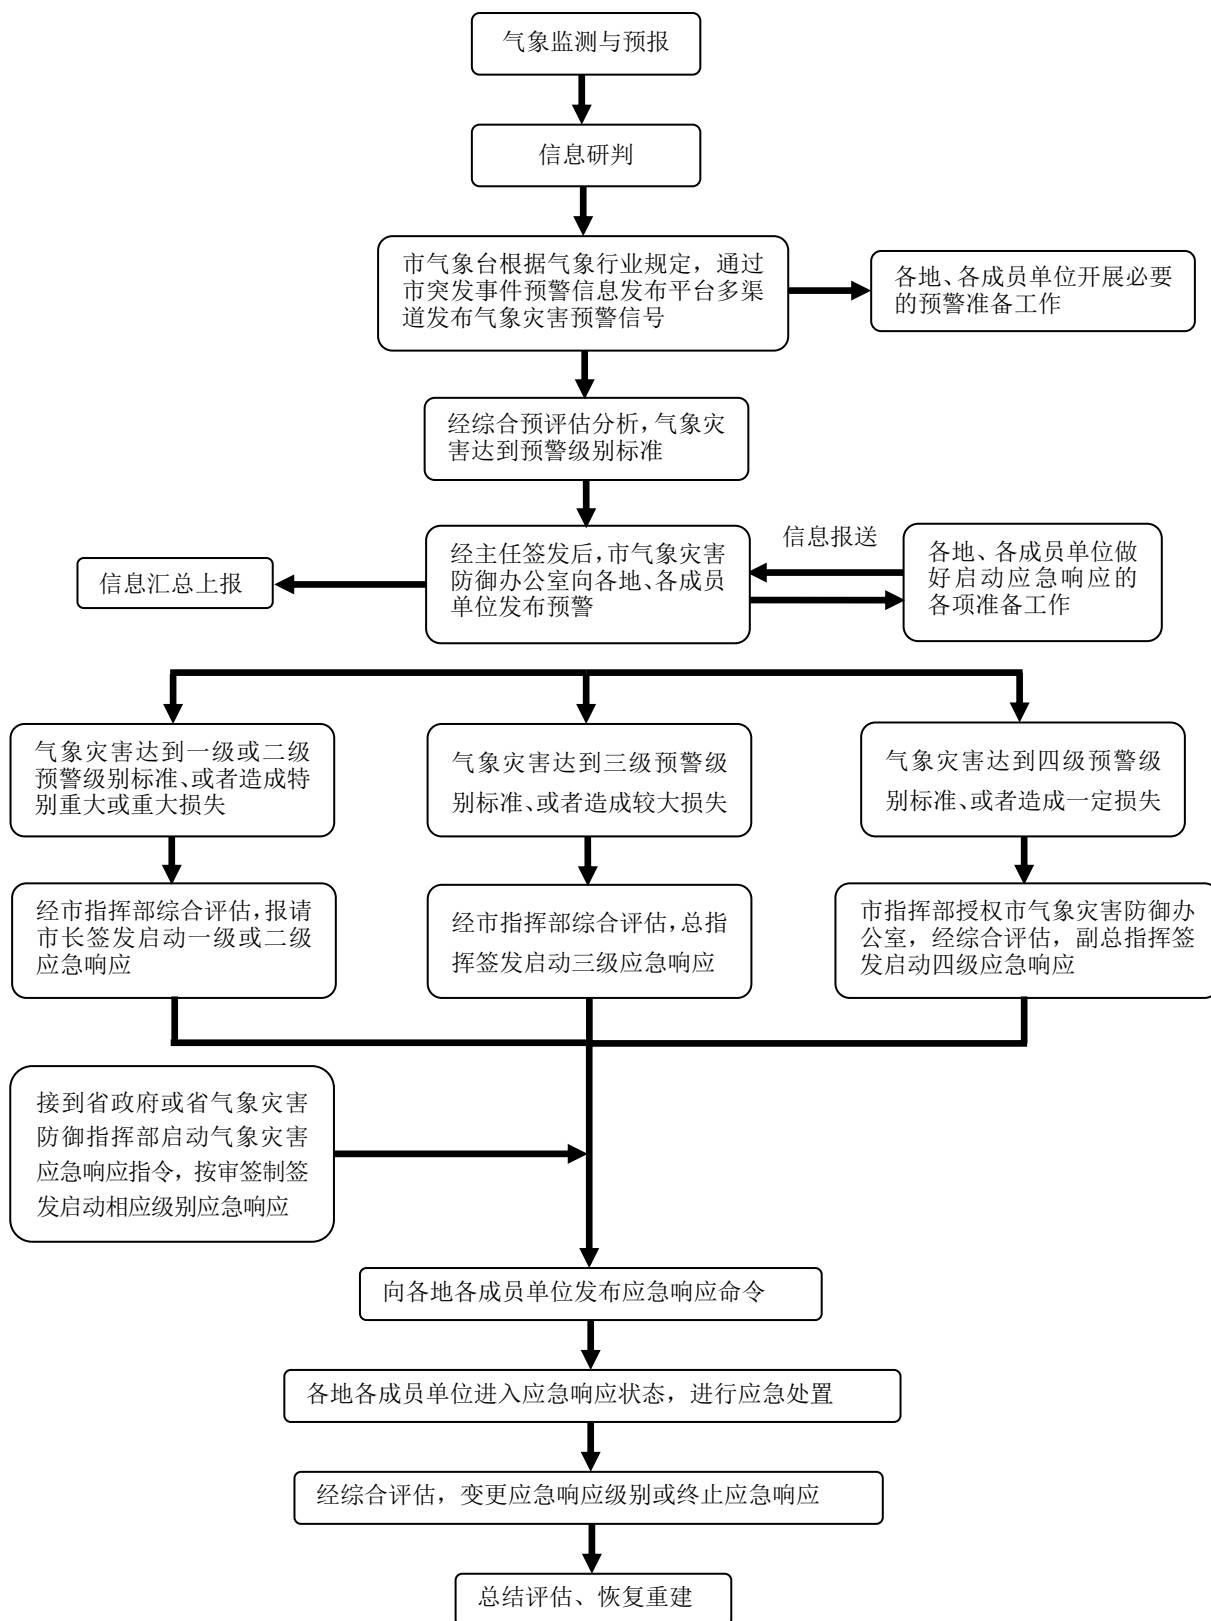 气象监测与预报
信息研判
市气象台根据气象行业规定，通过
市突发事件预警信息发布平台多渠
道发布气象灾害预警信号
各地、各成员单位开展必要
的预警准备工作
经综合预评估分析，气象灾
害达到预警级别标准
信息报送
信息汇总上报
经主任签发后，市气象灾害
防御办公室向各地、各成员
单位发布预警
各地、各成员单位做
好启动应急响应的
各项准备工作
气象灾害达到一级或二级
预警级别标准、或者造成特
别重大或重大损失
气象灾害达到三级预警级
别标准、或者造成较大损失
气象灾害达到四级预警级
别标准、或者造成一定损失
经市指挥部综合评估，报请
市长签发启动一级或二级
应急响应
经市指挥部综合评估，总指
挥签发启动三级应急响应
市指挥部授权市气象灾害防御办
公室，经综合评估，副总指挥签
发启动四级应急响应
接到省政府或省气象灾害
防御指挥部启动气象灾害
应急响应指令，按审签制签
发启动相应级别应急响应
向各地各成员单位发布应急响应命令
各地各成员单位进入应急响应状态，进行应急处置
经综合评估，变更应急响应级别或终止应急响应
总结评估、恢复重建